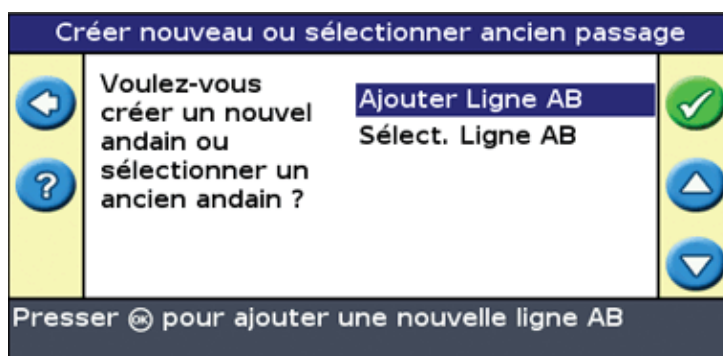 Créer nouveau ou sélectionner ancien passage
Voulez-vous
créer un nouvel
andain ou
sélectionner un
ancien andain ?
Ajouter Ligne AB
Sélect. Ligne AB
?
Presser OK pour ajouter une nouvelle ligne AB